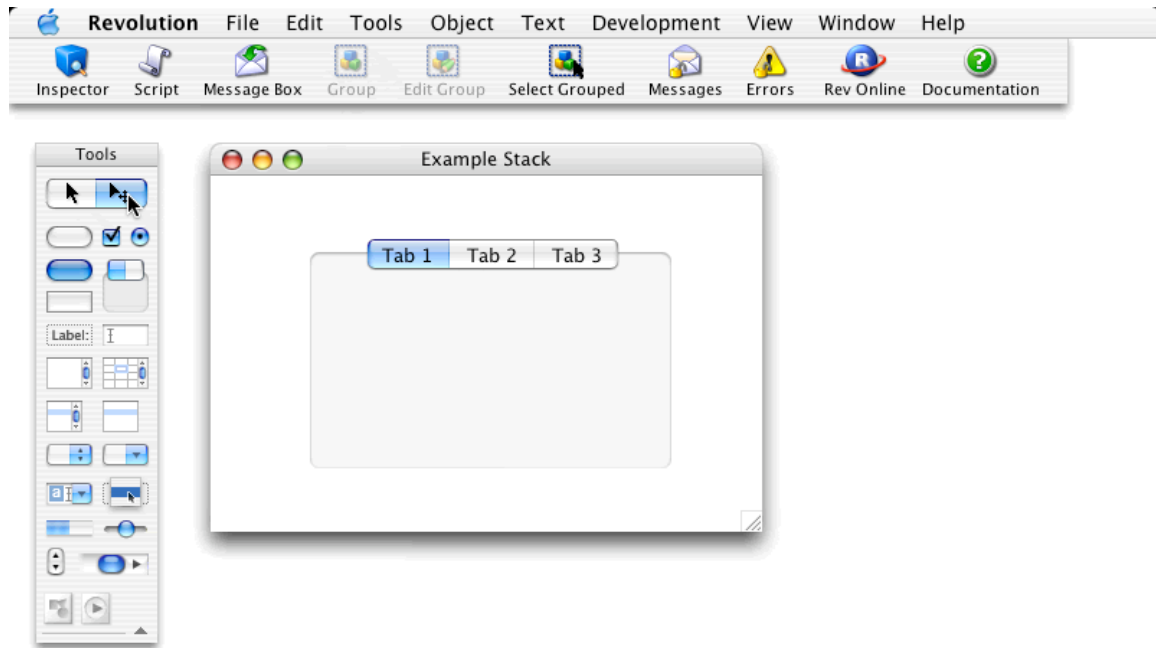 Revolution File Edit Tools Object Text Development View Window Help
Inspector Script Message Box Group Edit Group Select Grouped Messages Errors Rev Online Documentation
Tools
Example Stack
Tab 1 Tab 2 Tab 3
Label:
a